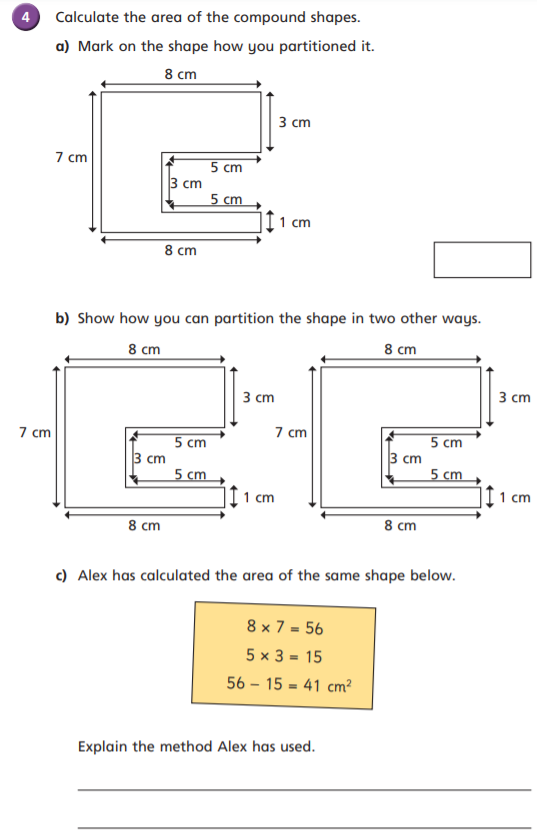 4 Calculate the area of the compound shapes.
a) Mark on the shape how you partitioned it.
8 cm
3 cm
7 cm
5 cm
3 cm
5 cm
1 cm
8 cm
b) Show how you can partition the shape in two other ways.
8 cm
8 cm
3 cm
3 cm
7 cm
7 cm
5 cm
5 cm
3 cm
3 cm
5 cm
5 cm
1 cm
1 cm
8 cm
8 cm
c) Alex has calculated the area of the same shape below.
8 × 7 = 56
5 × 3 = 15
56 – 15 = 41 cm²
Explain the method Alex has used.